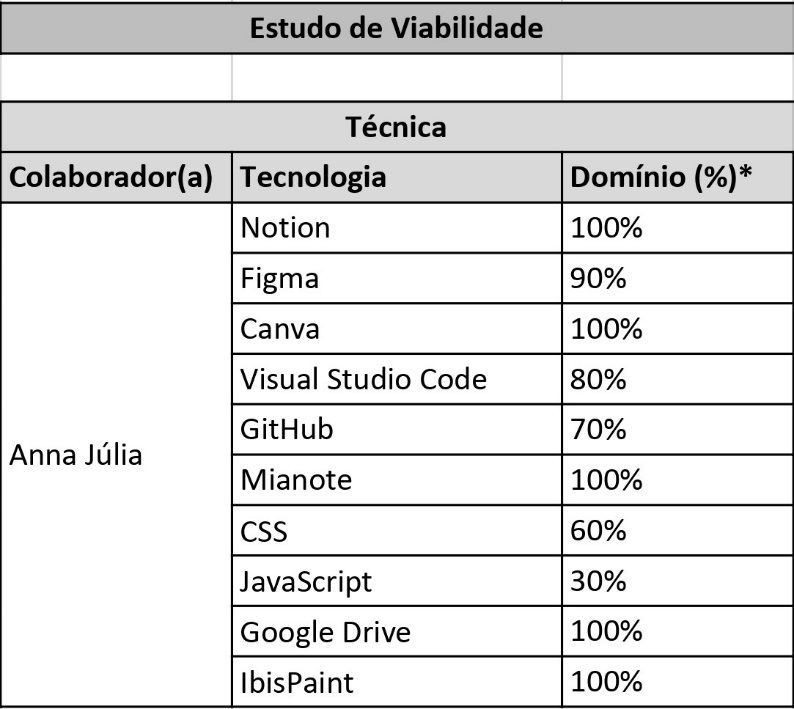 Estudo de Viabilidade
Técnica
Colaborador(a) Tecnologia Domínio (%)*
Anna Júlia
Notion 100%
Figma 90%
Canva 100%
Visual Studio Code 80%
GitHub 70%
Mianote 100%
CSS 60%
JavaScript 30%
Google Drive 100%
IbisPaint 100%